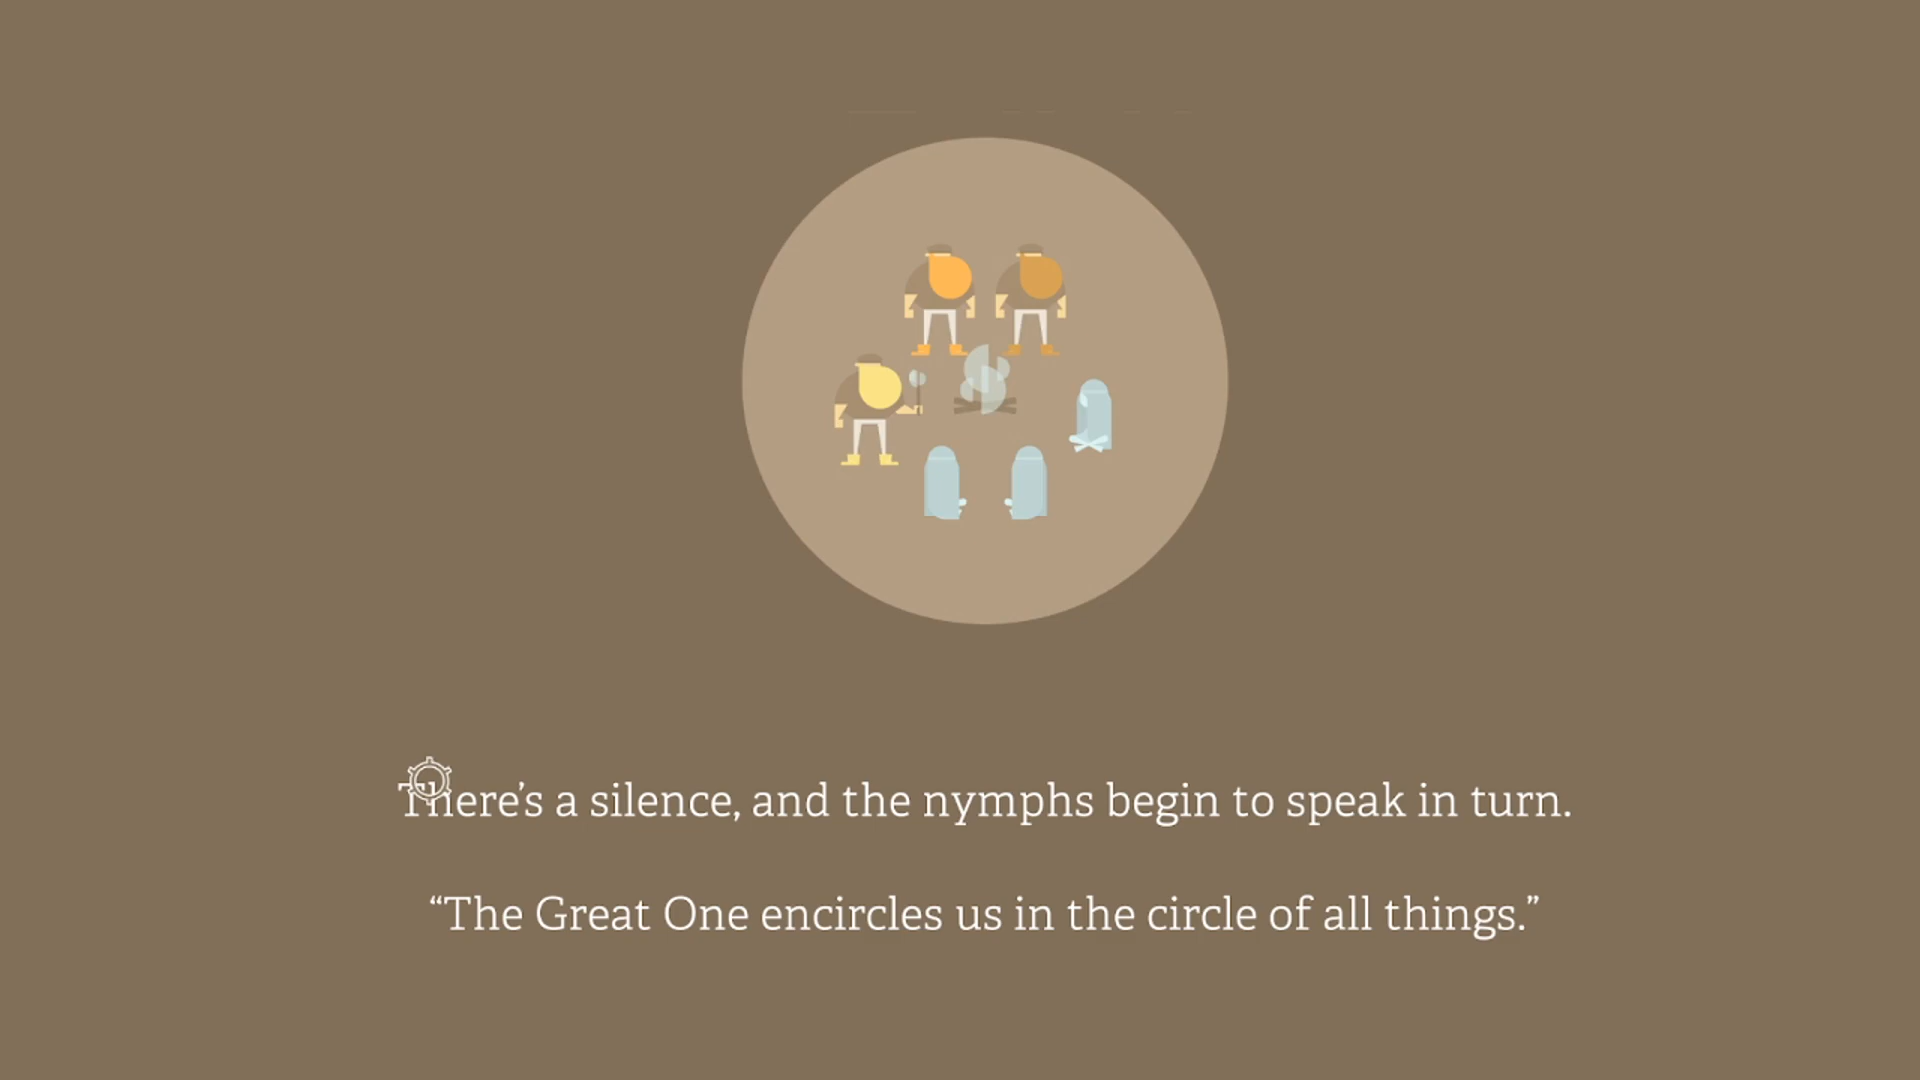 There’s a silence, and the nymphs begin to speak in turn.
“The Great One encircles us in the circle of all things.”